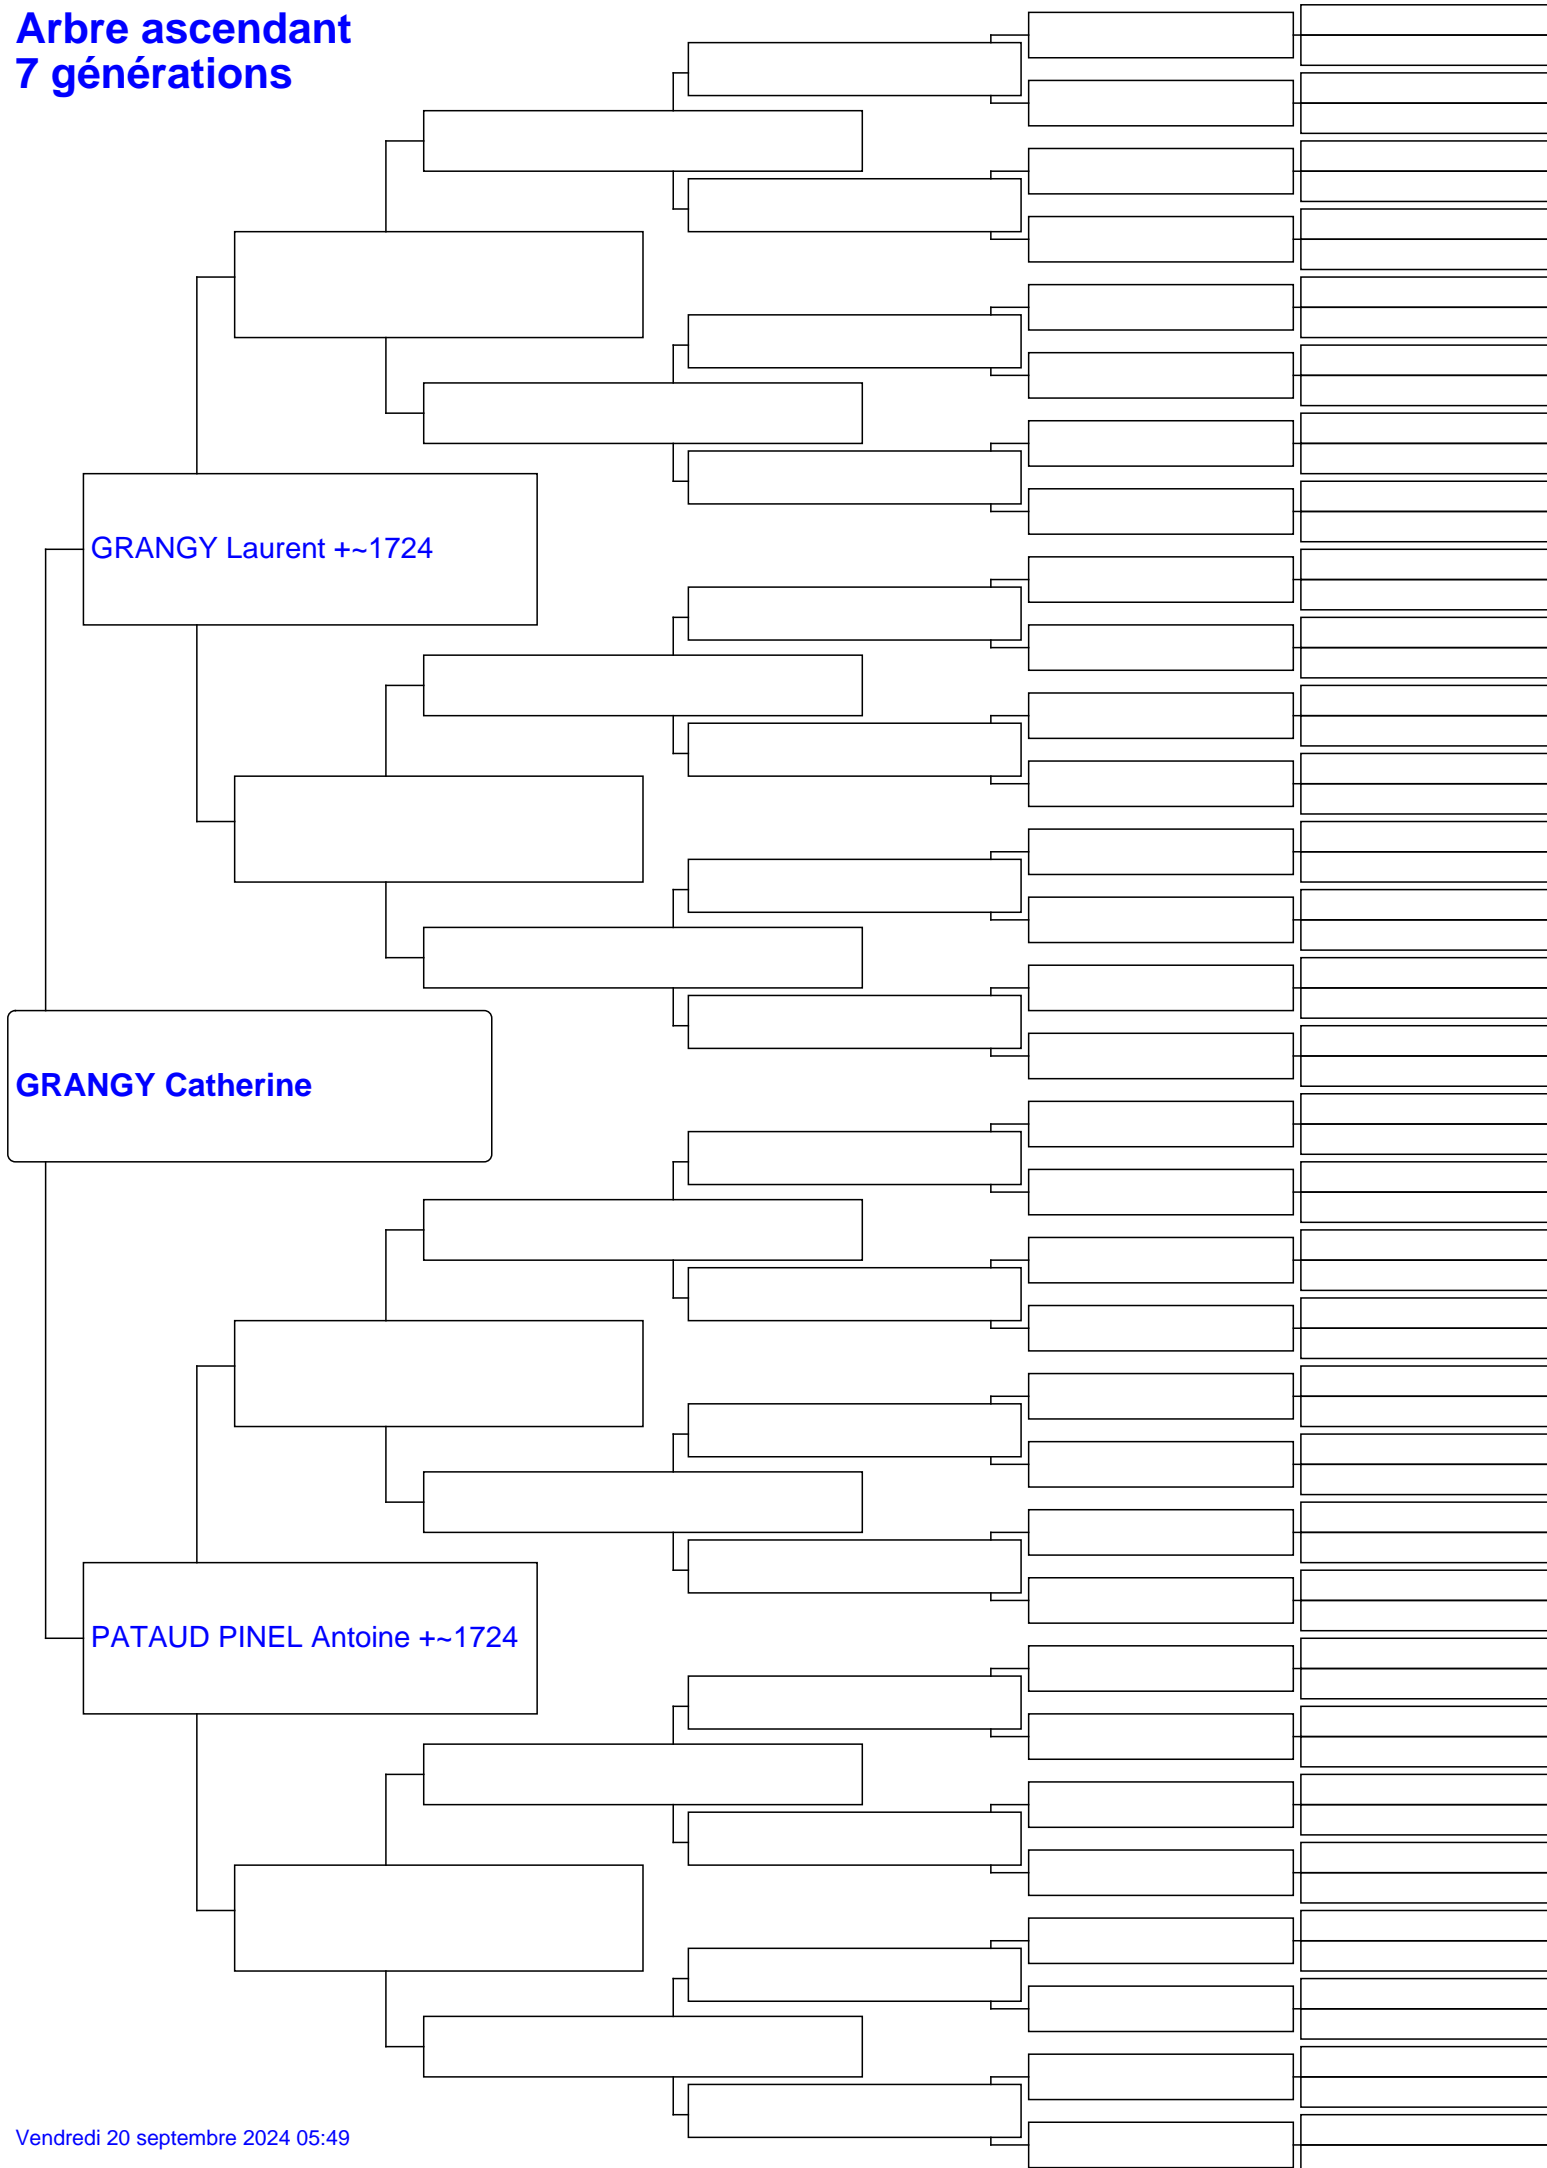 Arbre ascendant
7 générations
GRANGY Laurent +~1724
GRANGY Catherine
PATAUD PINEL Antoine +~1724
Vendredi 20 septembre 2024 05:49